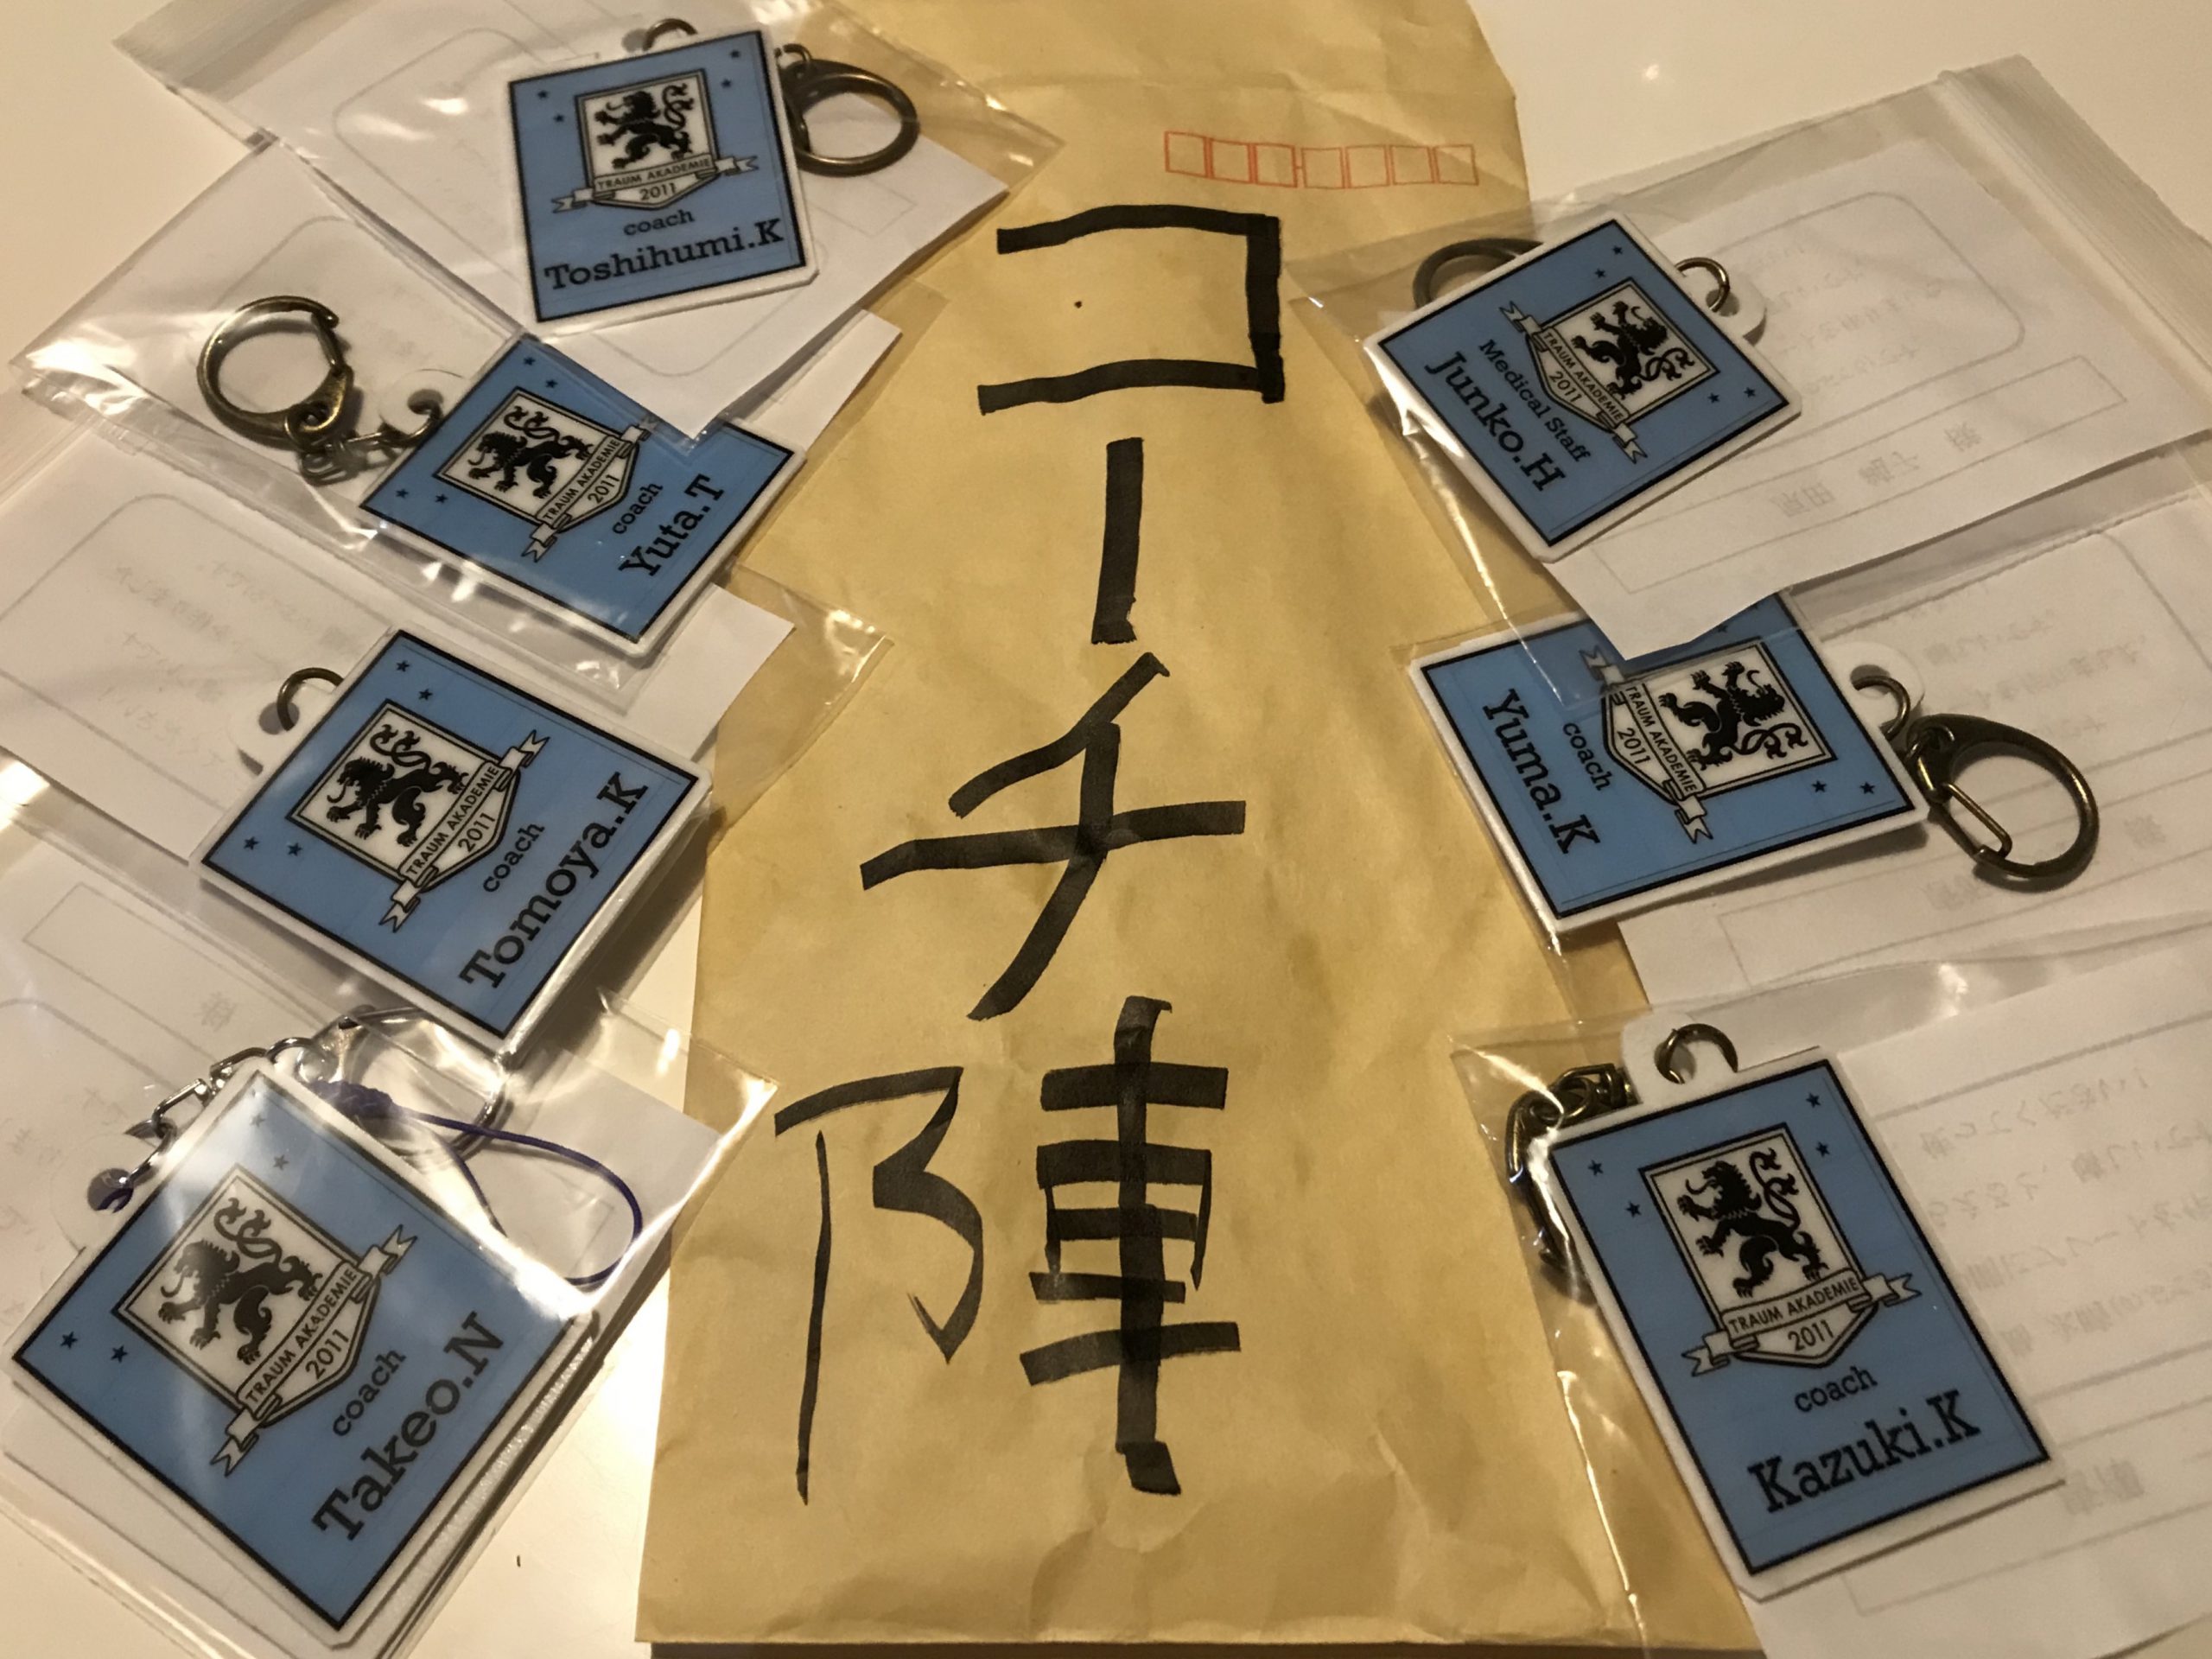 TRAUM AKADEMIE
2011
coach
Toshihumi.K
TRAUM AKADEMIE
2011
coach
Yuta.T
TRAUM AKADEMIE
2011
coach
Tomoya.K
TRAUM AKADEMIE
2011
coach
Takeo.N
コーチ陣
TRAUM AKADEMIE
2011
Medical Staff
Junko.H
TRAUM AKADEMIE
2011
coach
Yuma.K
TRAUM AKADEMIE
2011
coach
Kazuki.K